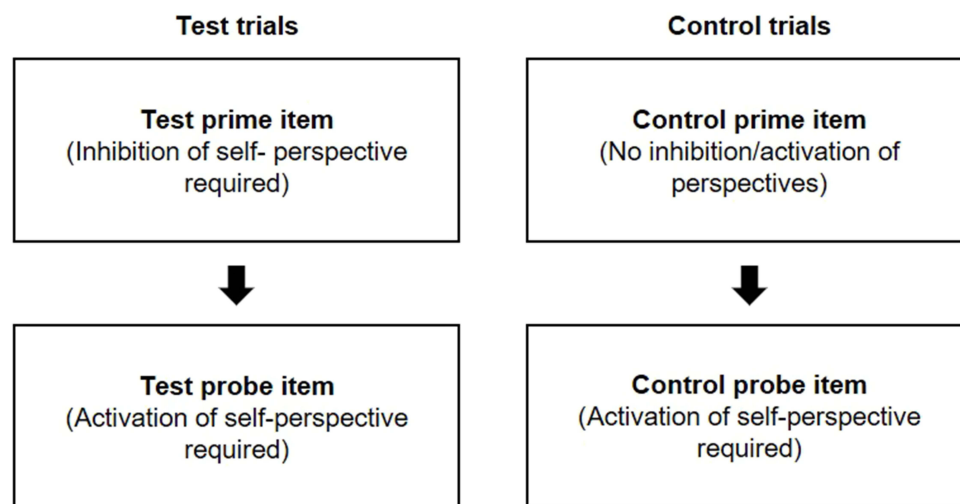 Test trials
Test prime item
(Inhibition of self- perspective
required)
Test probe item
(Activation of self-perspective
required)
Control trials
Control prime item
(No inhibition/activation of
perspectives)
Control probe item
(Activation of self-perspective
required)